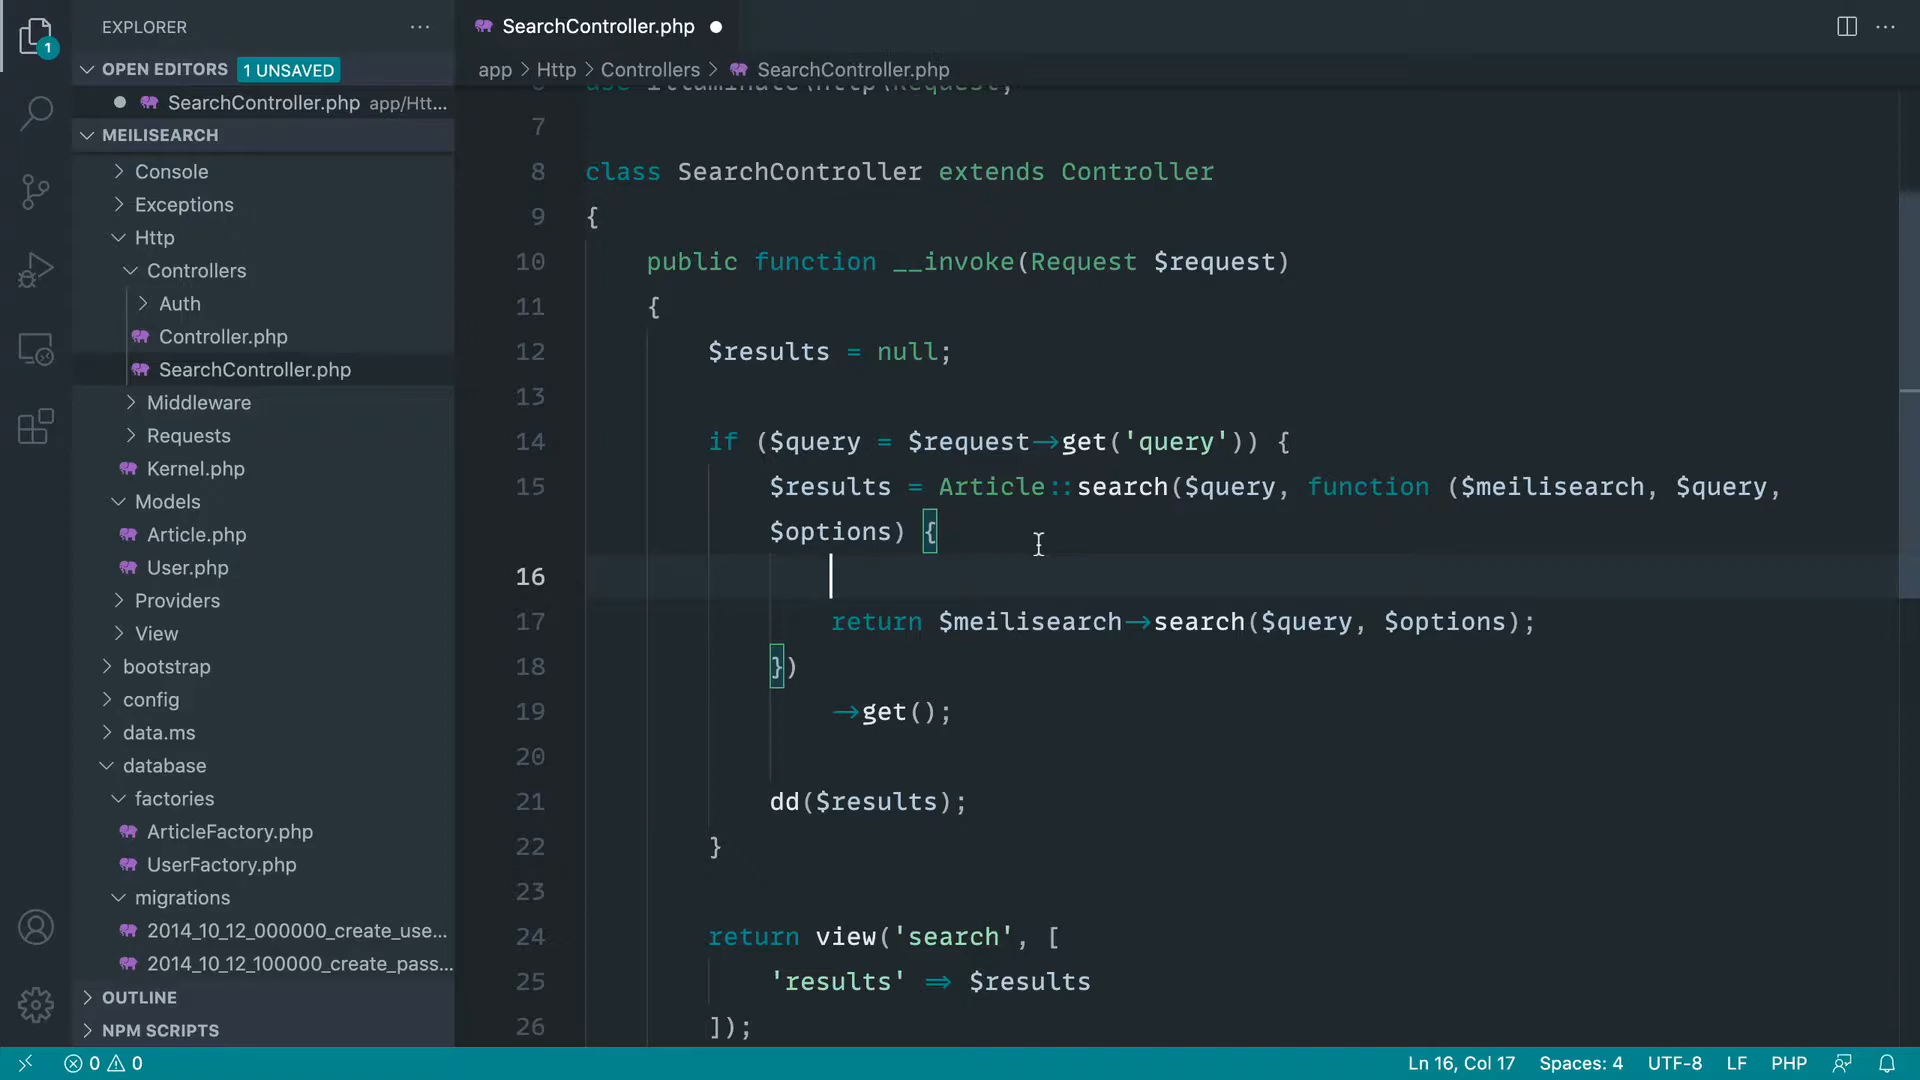 EXPLORER
OPEN EDITORS 1 UNSAVED
SearchController.php app/Htt...
MEILISEARCH
Console
Exceptions
Http
Controllers
Auth
Controller.php
SearchController.php
Middleware
Requests
Kernel.php
Models
Article.php
User.php
Providers
View
bootstrap
config
data.ms
database
factories
ArticleFactory.php
UserFactory.php
migrations
2014_10_12_000000_create_use...
2014_10_12_100000_create_pass...
OUTLINE
NPM SCRIPTS
1
SearchController.php
app > Http > Controllers > SearchController.php
use Illuminate\Http\Request;
7
8 class SearchController extends Controller
9 {
10 public function __invoke(Request $request)
11 {
12 $results = null;
13
14 if ($query = $request->get('query')) {
15 $results = Article::search($query, function ($meilisearch, $query,
$options) {
16
17 return $meilisearch->search($query, $options);
18 })
19 ->get();
20
21 dd($results);
22 }
23
24 return view('search', [
25 'results' => $results
26 ]);
0 0
Ln 16, Col 17 Spaces: 4 UTF-8 LF PHP